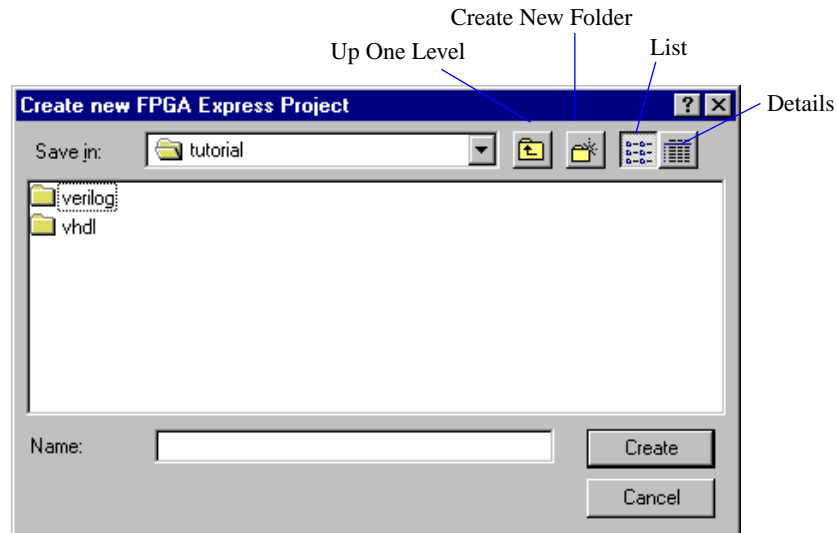 Create New Folder
Up One Level
List
Create new FPGA Express Project
Details
Save in:
tutorial
verilog
vhdl
Name:
Create
Cancel